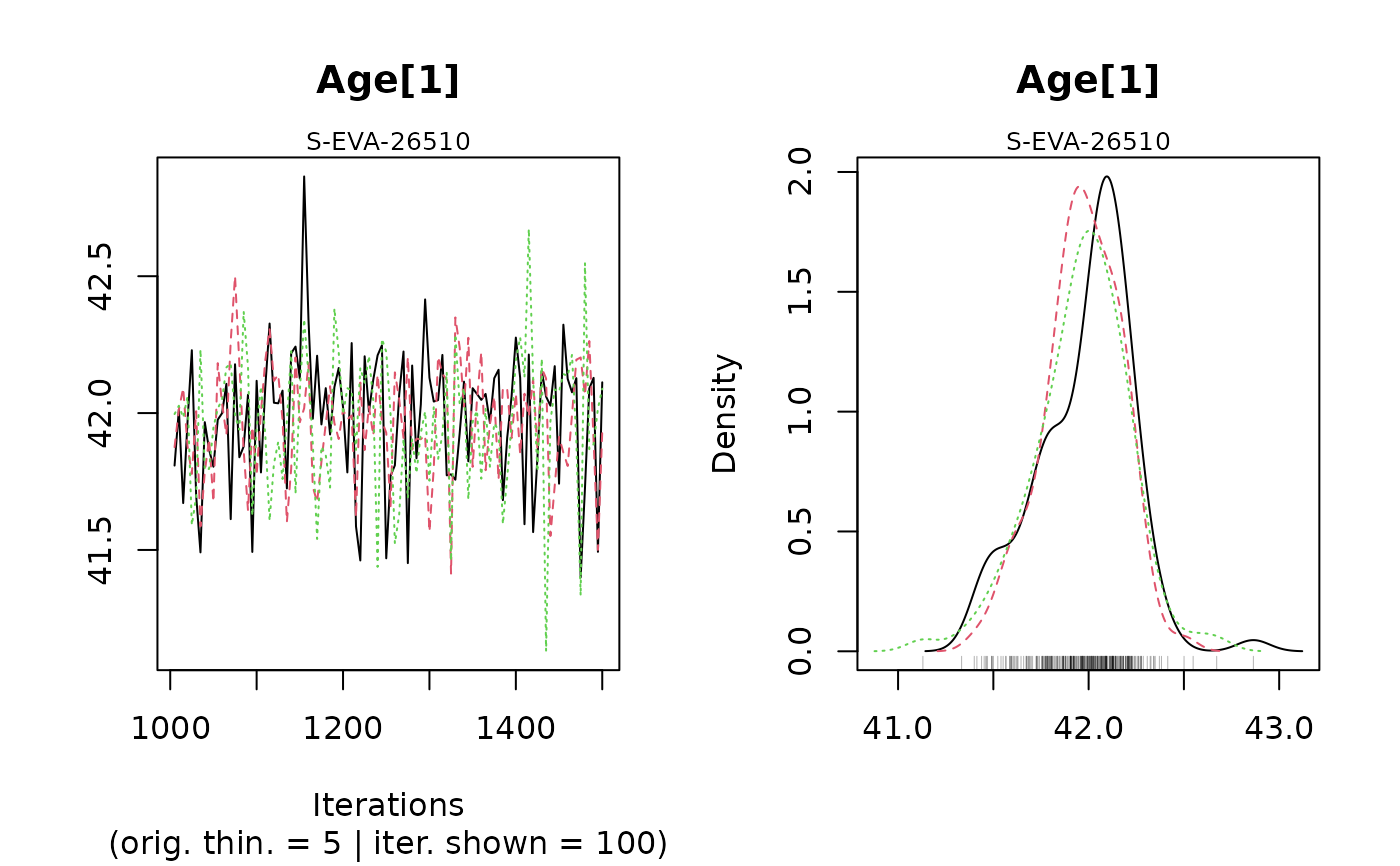 Age[1]
S-EVA-26510
42.5
42.0
41.5
1000
1200
1400
Iterations
(orig. thin. = 5 | iter. shown = 100)
Age[1]
S-EVA-26510
Density
2.0
1.5
1.0
0.5
0.0
41.0
42.0
43.0